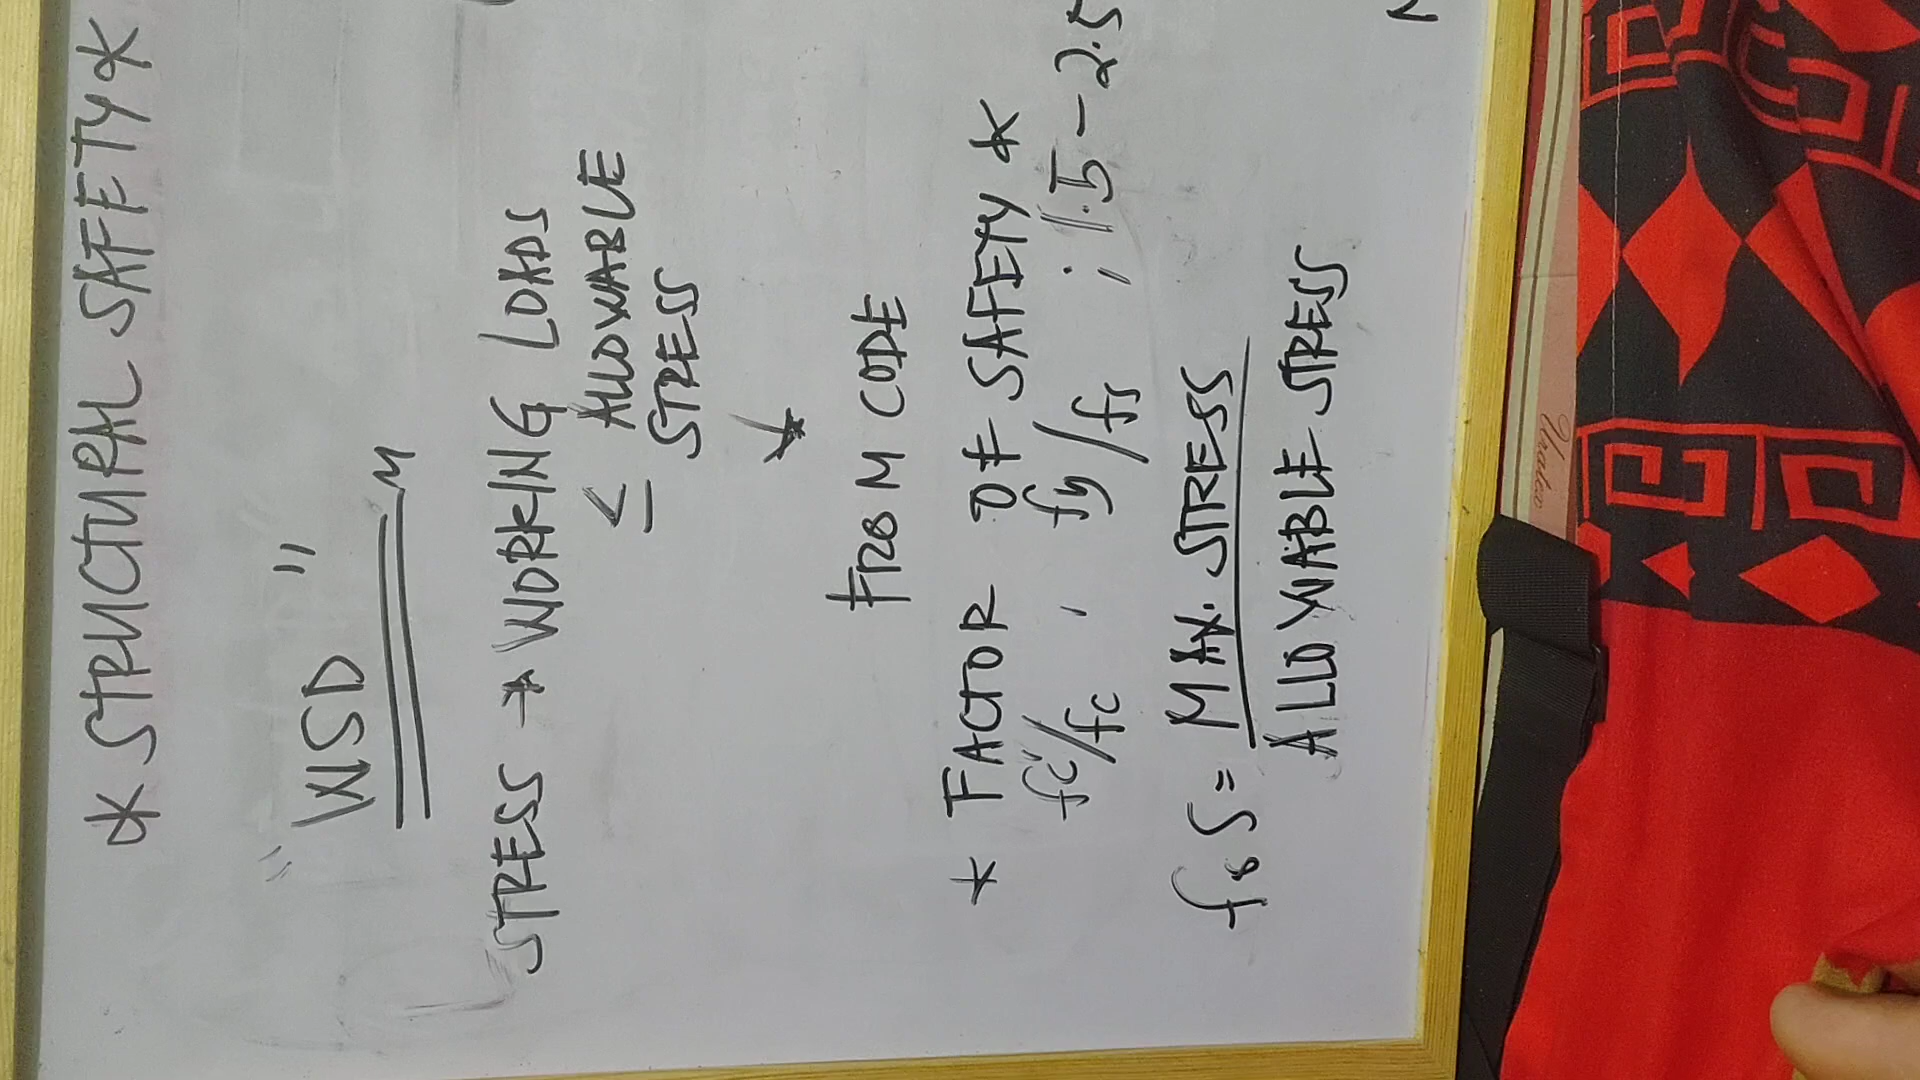 * STRUCTURAL SAFETY *
"WSD"
STRESS → WORKING LOADS
≤ ALLOWABLE
STRESS
↓
FROM CODE
* FACTOR OF SAFETY *
fc'/fc , fy/fs ; 1.5 - 2.5
fos = MAX. STRESS
ALLOWABLE STRESS